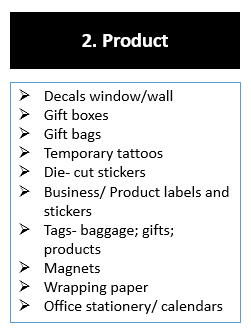 2. Product
➢ Decals window/wall
➢ Gift boxes
➢ Gift bags
➢ Temporary tattoos
➢ Die- cut stickers
➢ Business/ Product labels and
stickers
➢ Tags- baggage; gifts;
products
➢ Magnets
➢ Wrapping paper
➢ Office stationery/ calendars